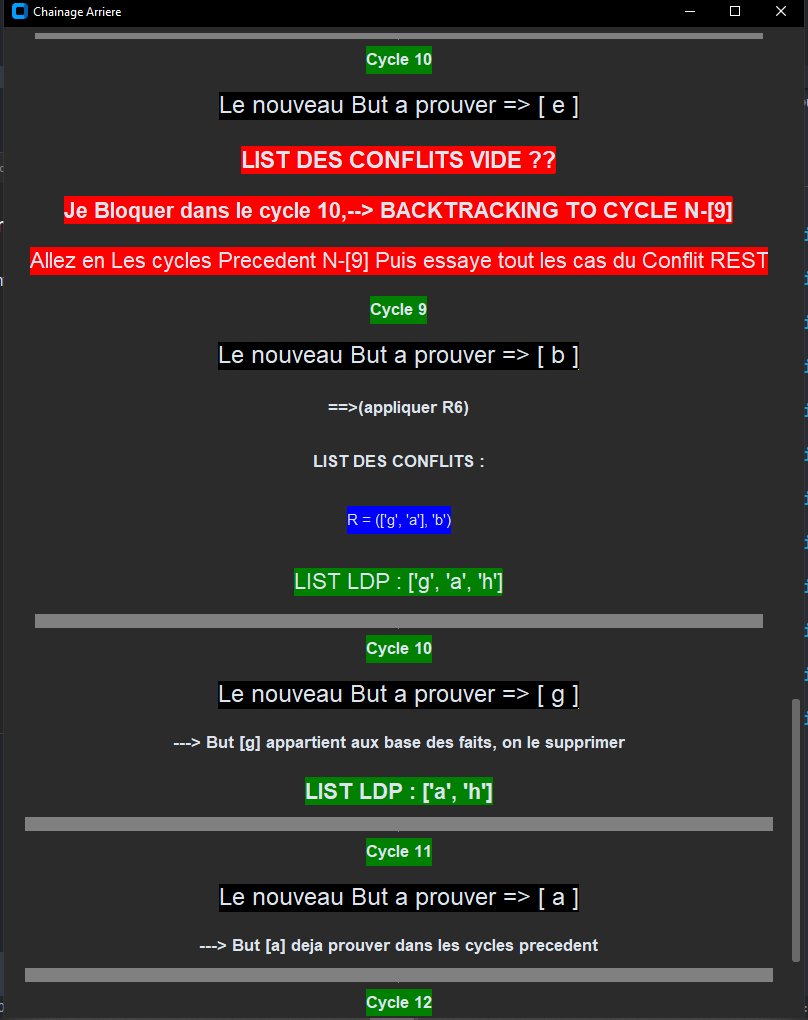 Chainage Arriere
Cycle 10
Le nouveau But a prouver => [ e ]
LIST DES CONFLITS VIDE ??
Je Bloquer dans le cycle 10,--> BACKTRACKING TO CYCLE N-[9]
Allez en Les cycles Precedent N-[9] Puis essaye tout les cas du Conflit REST
Cycle 9
Le nouveau But a prouver => [ b ]
==>(appliquer R6)
LIST DES CONFLITS :
R = (['g', 'a'], 'b')
LIST LDP : ['g', 'a', 'h']
Cycle 10
Le nouveau But a prouver => [ g ]
---> But [g] appartient aux base des faits, on le supprimer
LIST LDP : ['a', 'h']
Cycle 11
Le nouveau But a prouver => [ a ]
---> But [a] deja prouver dans les cycles precedent
Cycle 12